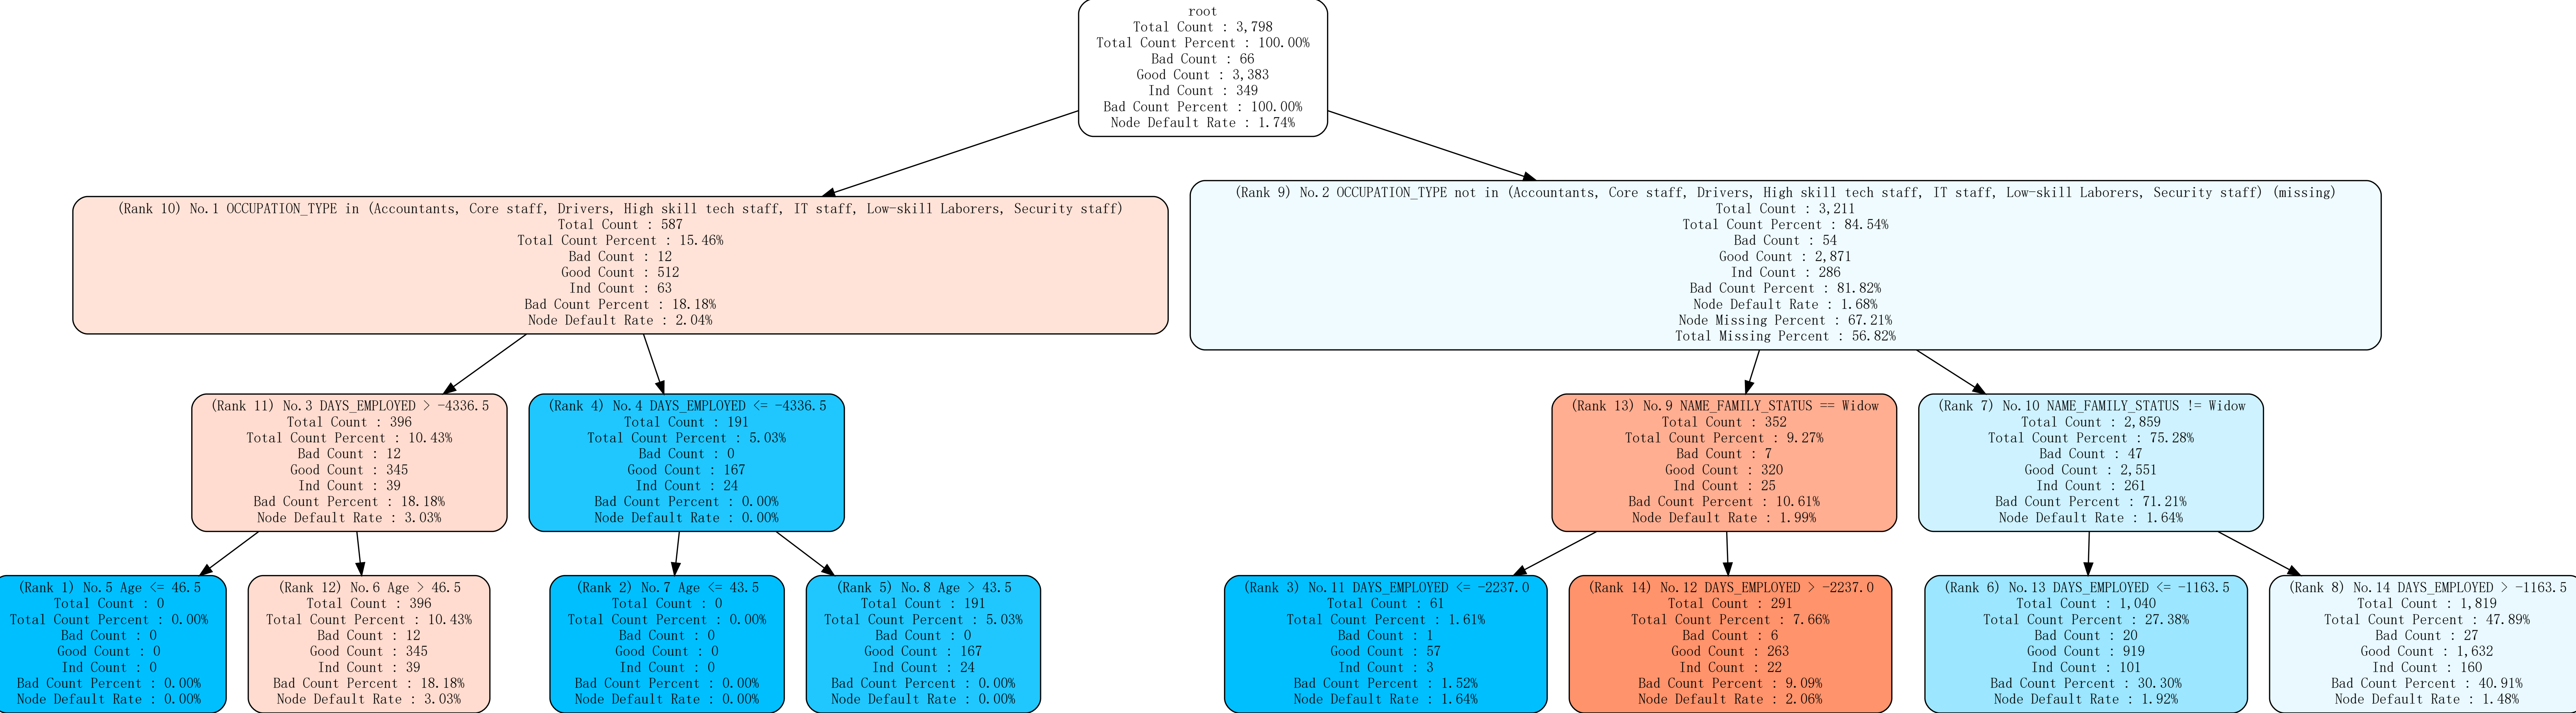 root
Total Count : 3,798
Total Count Percent : 100.00%
Bad Count : 66
Good Count : 3,383
Ind Count : 349
Bad Count Percent : 100.00%
Node Default Rate : 1.74%
(Rank 10) No.1 OCCUPATION_TYPE in (Accountants, Core staff, Drivers, High skill tech staff, IT staff, Low-skill Laborers, Security staff)
Total Count : 587
Total Count Percent : 15.46%
Bad Count : 12
Good Count : 512
Ind Count : 63
Bad Count Percent : 18.18%
Node Default Rate : 2.04%
(Rank 9) No.2 OCCUPATION_TYPE not in (Accountants, Core staff, Drivers, High skill tech staff, IT staff, Low-skill Laborers, Security staff) (missing)
Total Count : 3,211
Total Count Percent : 84.54%
Bad Count : 54
Good Count : 2,871
Ind Count : 286
Bad Count Percent : 81.82%
Node Default Rate : 1.68%
Node Missing Percent : 67.21%
Total Missing Percent : 56.82%
(Rank 11) No.3 DAYS_EMPLOYED > -4336.5
Total Count : 396
Total Count Percent : 10.43%
Bad Count : 12
Good Count : 345
Ind Count : 39
Bad Count Percent : 18.18%
Node Default Rate : 3.03%
(Rank 4) No.4 DAYS_EMPLOYED <= -4336.5
Total Count : 191
Total Count Percent : 5.03%
Bad Count : 0
Good Count : 167
Ind Count : 24
Bad Count Percent : 0.00%
Node Default Rate : 0.00%
(Rank 13) No.9 NAME_FAMILY_STATUS == Widow
Total Count : 352
Total Count Percent : 9.27%
Bad Count : 7
Good Count : 320
Ind Count : 25
Bad Count Percent : 10.61%
Node Default Rate : 1.99%
(Rank 7) No.10 NAME_FAMILY_STATUS != Widow
Total Count : 2,859
Total Count Percent : 75.28%
Bad Count : 47
Good Count : 2,551
Ind Count : 261
Bad Count Percent : 71.21%
Node Default Rate : 1.64%
(Rank 1) No.5 Age <= 46.5
Total Count : 0
Total Count Percent : 0.00%
Bad Count : 0
Good Count : 0
Ind Count : 0
Bad Count Percent : 0.00%
Node Default Rate : 0.00%
(Rank 12) No.6 Age > 46.5
Total Count : 396
Total Count Percent : 10.43%
Bad Count : 12
Good Count : 345
Ind Count : 39
Bad Count Percent : 18.18%
Node Default Rate : 3.03%
(Rank 2) No.7 Age <= 43.5
Total Count : 0
Total Count Percent : 0.00%
Bad Count : 0
Good Count : 0
Ind Count : 0
Bad Count Percent : 0.00%
Node Default Rate : 0.00%
(Rank 5) No.8 Age > 43.5
Total Count : 191
Total Count Percent : 5.03%
Bad Count : 0
Good Count : 167
Ind Count : 24
Bad Count Percent : 0.00%
Node Default Rate : 0.00%
(Rank 3) No.11 DAYS_EMPLOYED <= -2237.0
Total Count : 61
Total Count Percent : 1.61%
Bad Count : 1
Good Count : 57
Ind Count : 3
Bad Count Percent : 1.52%
Node Default Rate : 1.64%
(Rank 14) No.12 DAYS_EMPLOYED > -2237.0
Total Count : 291
Total Count Percent : 7.66%
Bad Count : 6
Good Count : 263
Ind Count : 22
Bad Count Percent : 9.09%
Node Default Rate : 2.06%
(Rank 6) No.13 DAYS_EMPLOYED <= -1163.5
Total Count : 1,040
Total Count Percent : 27.38%
Bad Count : 20
Good Count : 919
Ind Count : 101
Bad Count Percent : 30.30%
Node Default Rate : 1.92%
(Rank 8) No.14 DAYS_EMPLOYED > -1163.5
Total Count : 1,819
Total Count Percent : 47.89%
Bad Count : 27
Good Count : 1,632
Ind Count : 160
Bad Count Percent : 40.91%
Node Default Rate : 1.48%